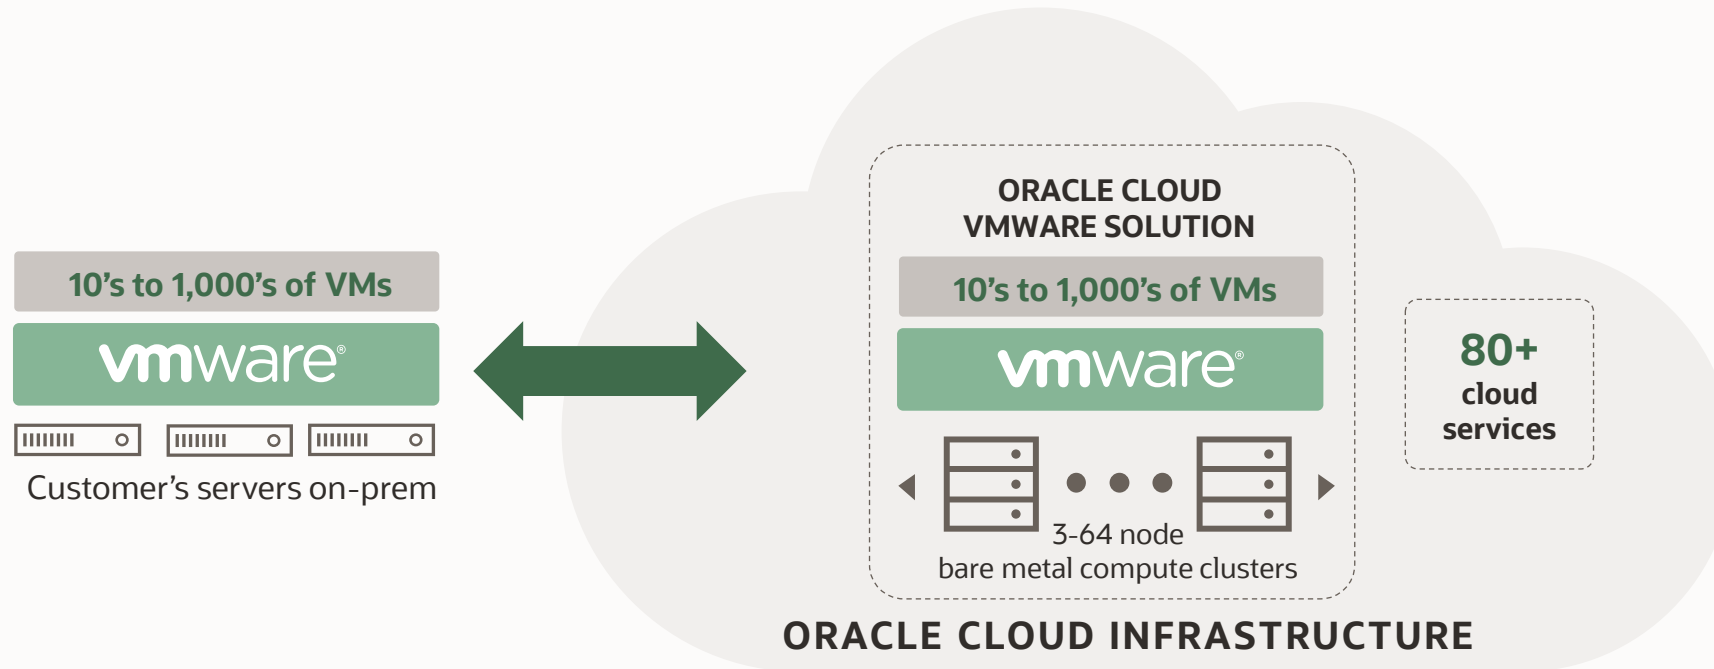 10’s to 1,000’s of VMs
vmware®
Customer’s servers on-prem
ORACLE CLOUD
VMWARE SOLUTION
10’s to 1,000’s of VMs
vmware®
3-64 node
bare metal compute clusters
80+
cloud
services
ORACLE CLOUD INFRASTRUCTURE